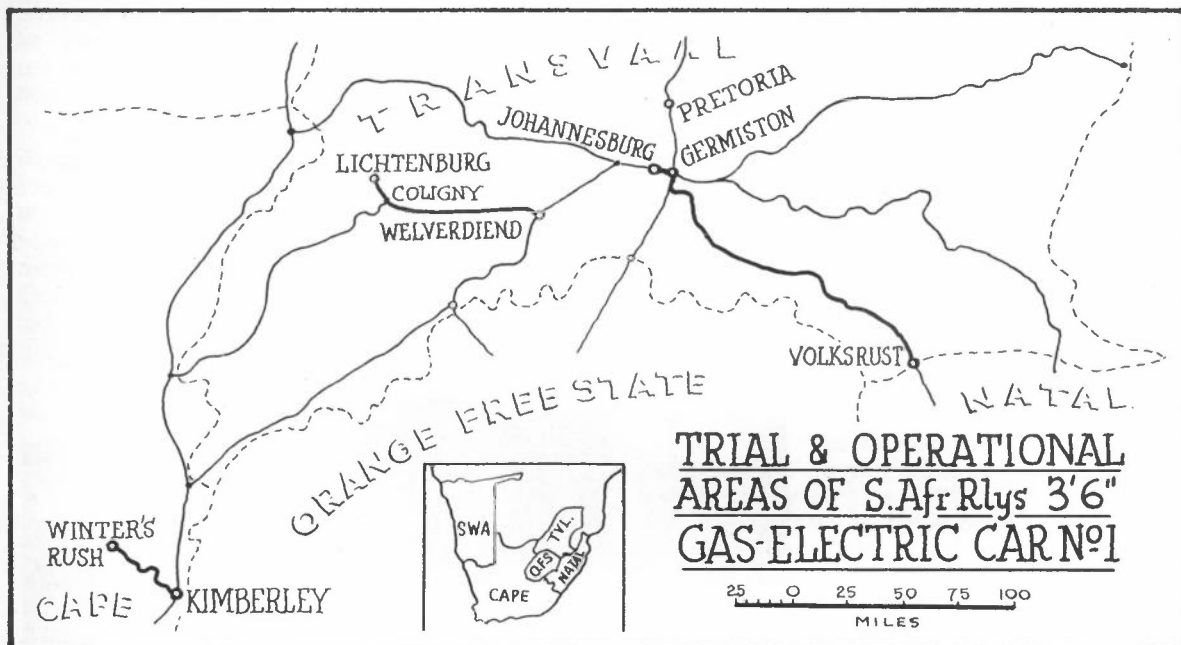 TRANSVAAL
PRETORIA
JOHANNESBURG
GERMISTON
LICHTENBURG
COLIGNY
WELVERDIEND
VOLKSRUST
ORANGE FREE STATE
NATAL
WINTER'S
RUSH
CAPE
KIMBERLEY
SWA
TVL.
O.F.S
NATAL
CAPE
TRIAL & OPERATIONAL
AREAS OF S.Afr Rlys 3'6"
GAS-ELECTRIC CAR Nº1
25 0 25 50 75 100
MILES